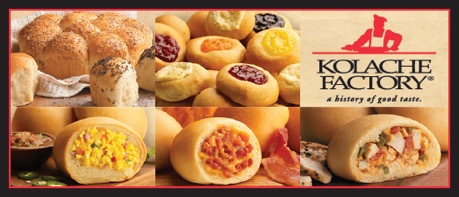 KOLACHE
FACTORY®
a history of good taste.